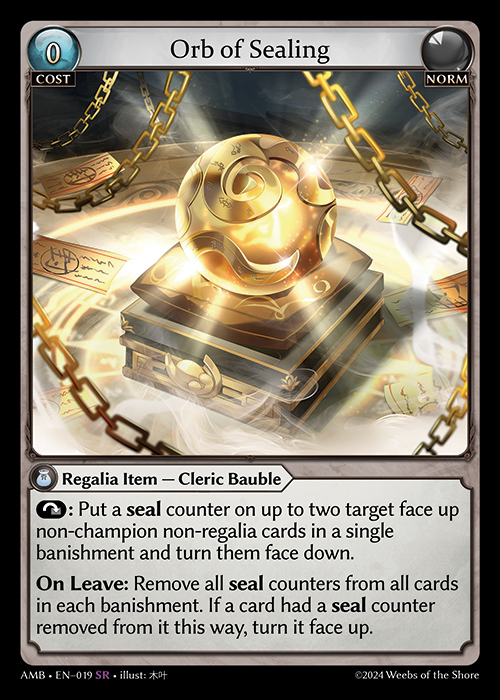 0
Orb of Sealing
COST
NORM
Regalia Item — Cleric Bauble
: Put a seal counter on up to two target face up
non-champion non-regalia cards in a single
banishment and turn them face down.
On Leave: Remove all seal counters from all cards
in each banishment. If a card had a seal counter
removed from it this way, turn it face up.
AMB • EN–019 SR • illust: 木叶
©2024 Weebs of the Shore